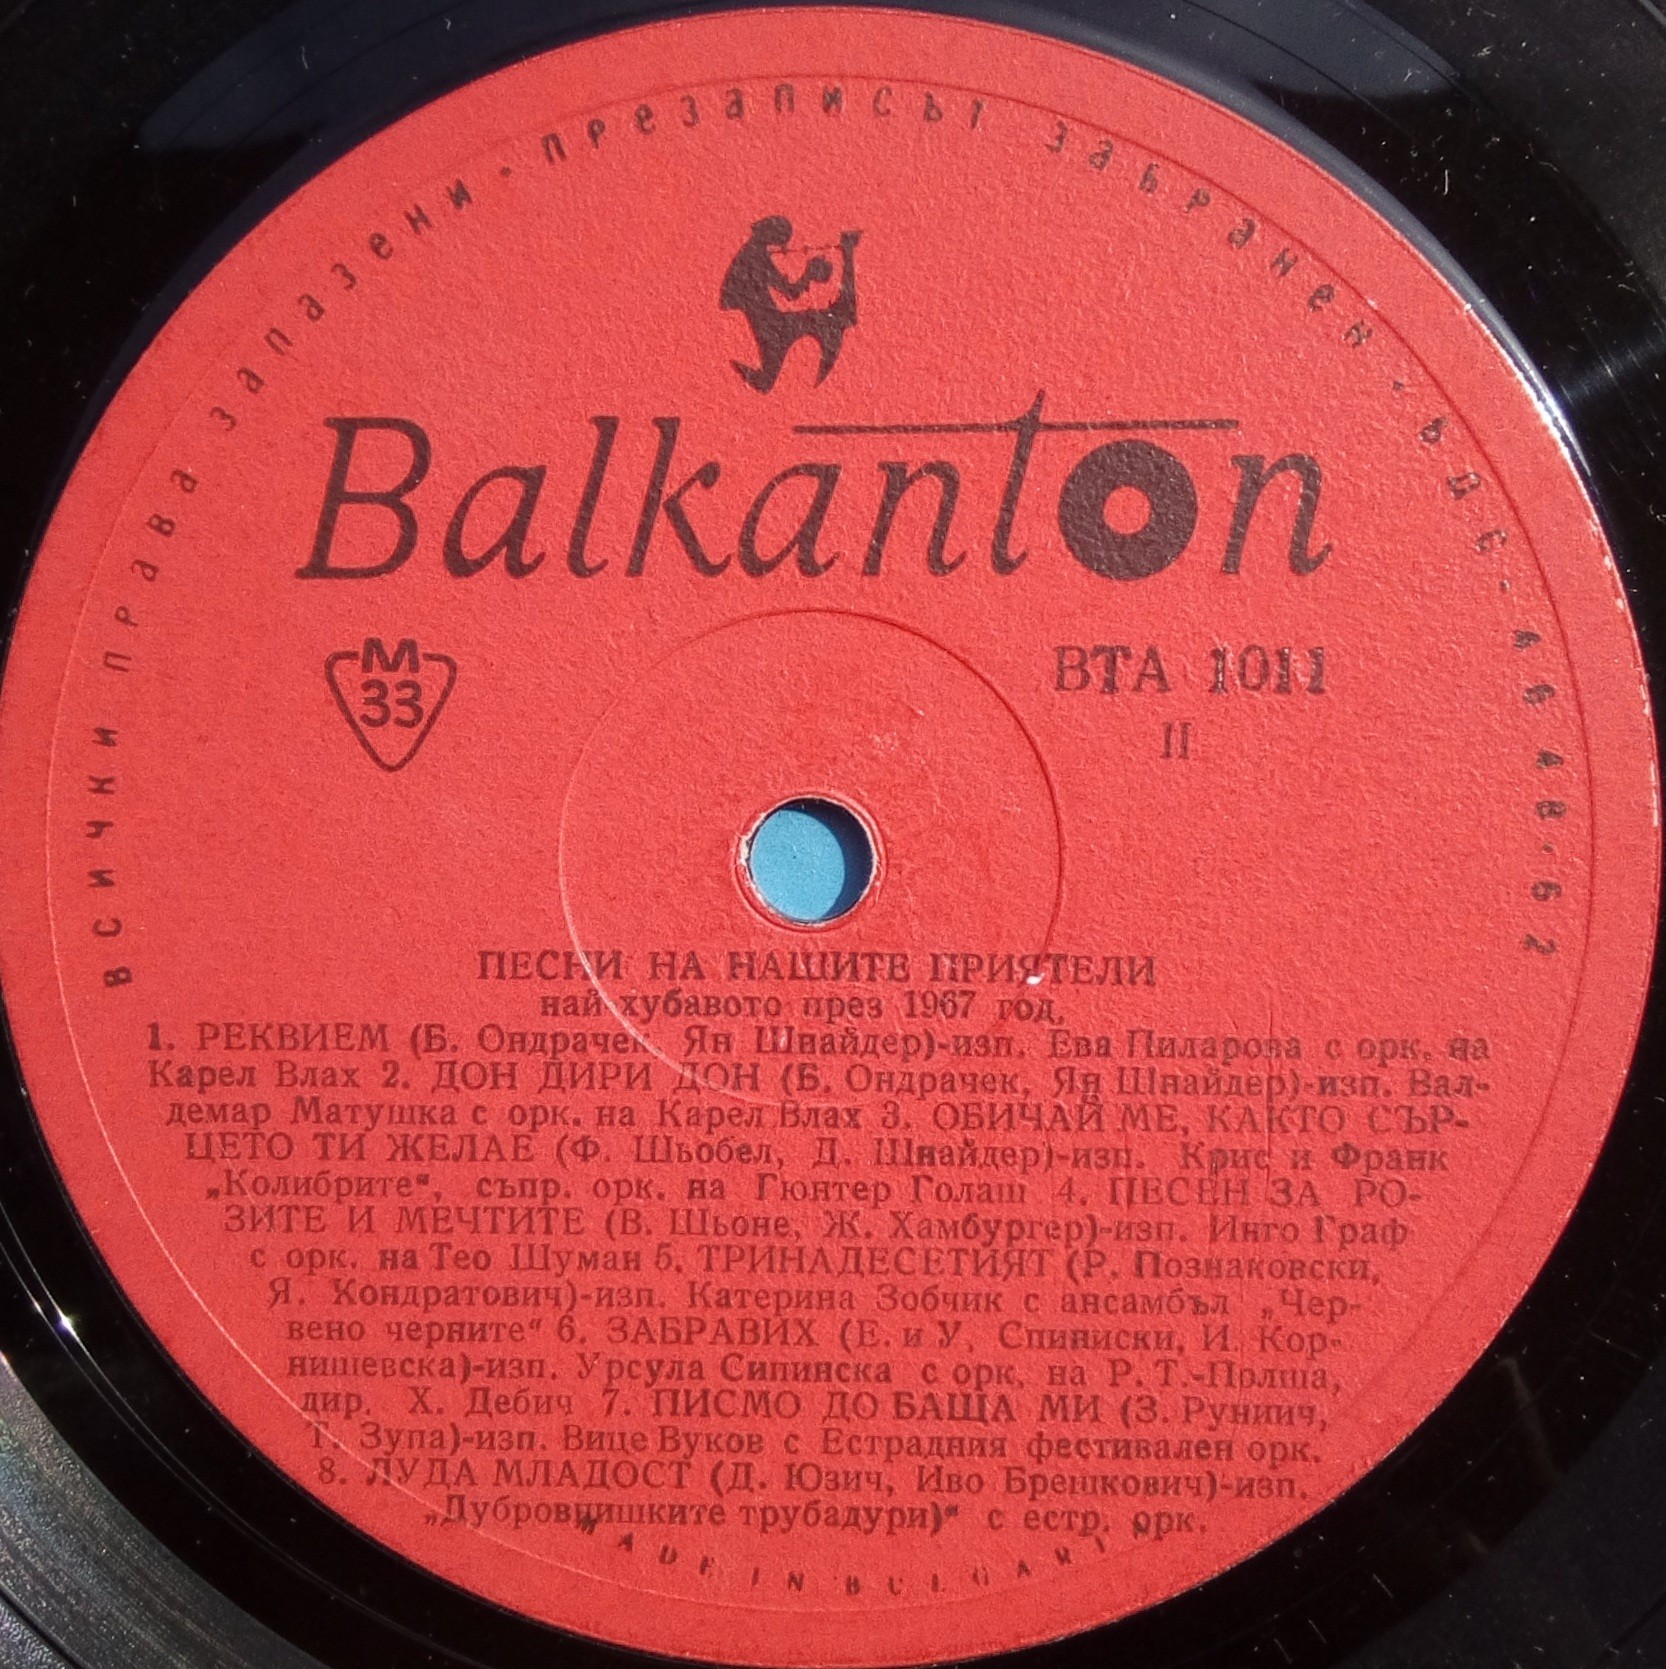 Всички права запазени · презаписът забранен · БДС · 4648·62
Balkanton
М
33
ВТА 1011
II
ПЕСНИ НА НАШИТЕ ПРИЯТЕЛИ
най-хубавото през 1967 год.
1. РЕКВИЕМ (Б. Ондрачек, Ян Шнайдер)-изп. Ева Пиларова с орк. на
Карел Влах 2. ДОН ДИРИ ДОН (Б. Ондрачек, Ян Шнайдер)-изп. Вал-
демар Матушка с орк. на Карел Влах 3. ОБИЧАЙ МЕ, КАКТО СЪР-
ЦЕТО ТИ ЖЕЛАЕ (Ф. Шьобел, Д. Шнайдер)-изп. Крис и Франк
„Колибрите“, съпр. орк. на Гюнтер Голаш 4. ПЕСЕН ЗА РО-
ЗИТЕ И МЕЧТИТЕ (В. Шьоне, Ж. Хамбургер)-изп. Инго Граф
с орк. на Тео Шуман 5. ТРИНАДЕСЕТИЯТ (Р. Познаковски,
Я. Кондратович)-изп. Катерина Зобчик с ансамбъл „Чер-
вено черните“ 6. ЗАБРАВИХ (Е. и У. Спиниски, И. Кор-
нишевска)-изп. Урсула Сипинска с орк. на Р. Т.-Полша,
дир. Х. Дебич 7. ПИСМО ДО БАЩА МИ (З. Руниич,
Т. Зупа)-изп. Вице Вуков с Естрадния фестивален орк.
8. ЛУДА МЛАДОСТ (Д. Юзич, Иво Брешкович)-изп.
„Дубровнишките трубадури)“ с естр. орк.
MADE IN BULGARIA